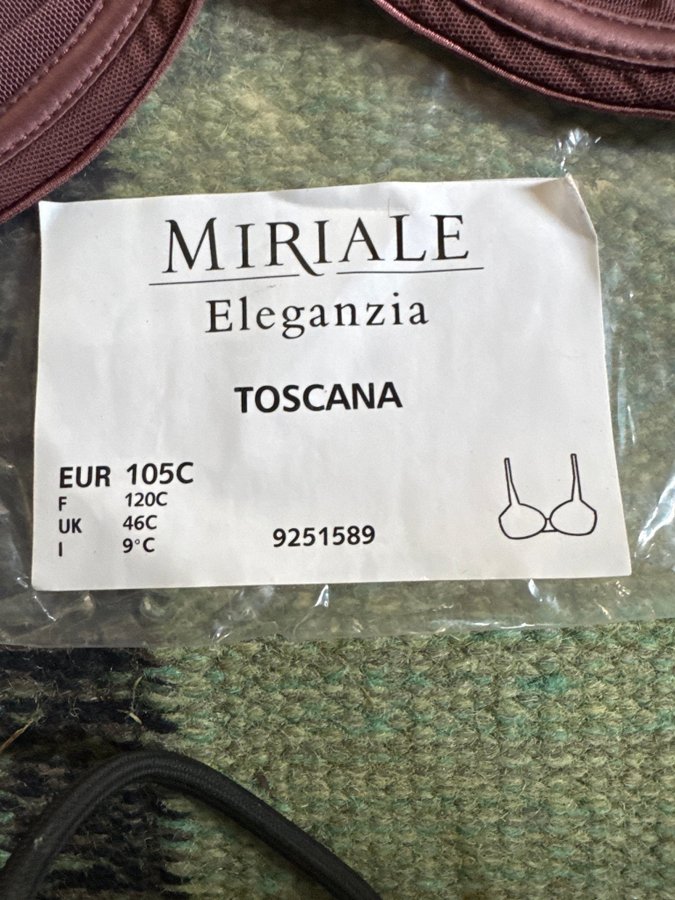 MIRIALE
Eleganzia
TOSCANA
EUR 105C
F 120C
UK 46C
I 9°C
9251589